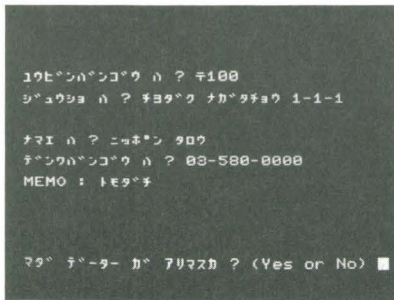 ユウビンバンゴウ ハ ? 〒100
ジュウショ ハ ? チヨダク ナガタチョウ 1-1-1
ナマエ ハ ? ニッポン タロウ
デンワバンゴウ ハ ? 03-580-0000
MEMO : トモダチ
マダ データー ガ アリマスカ ? (Yes or No)